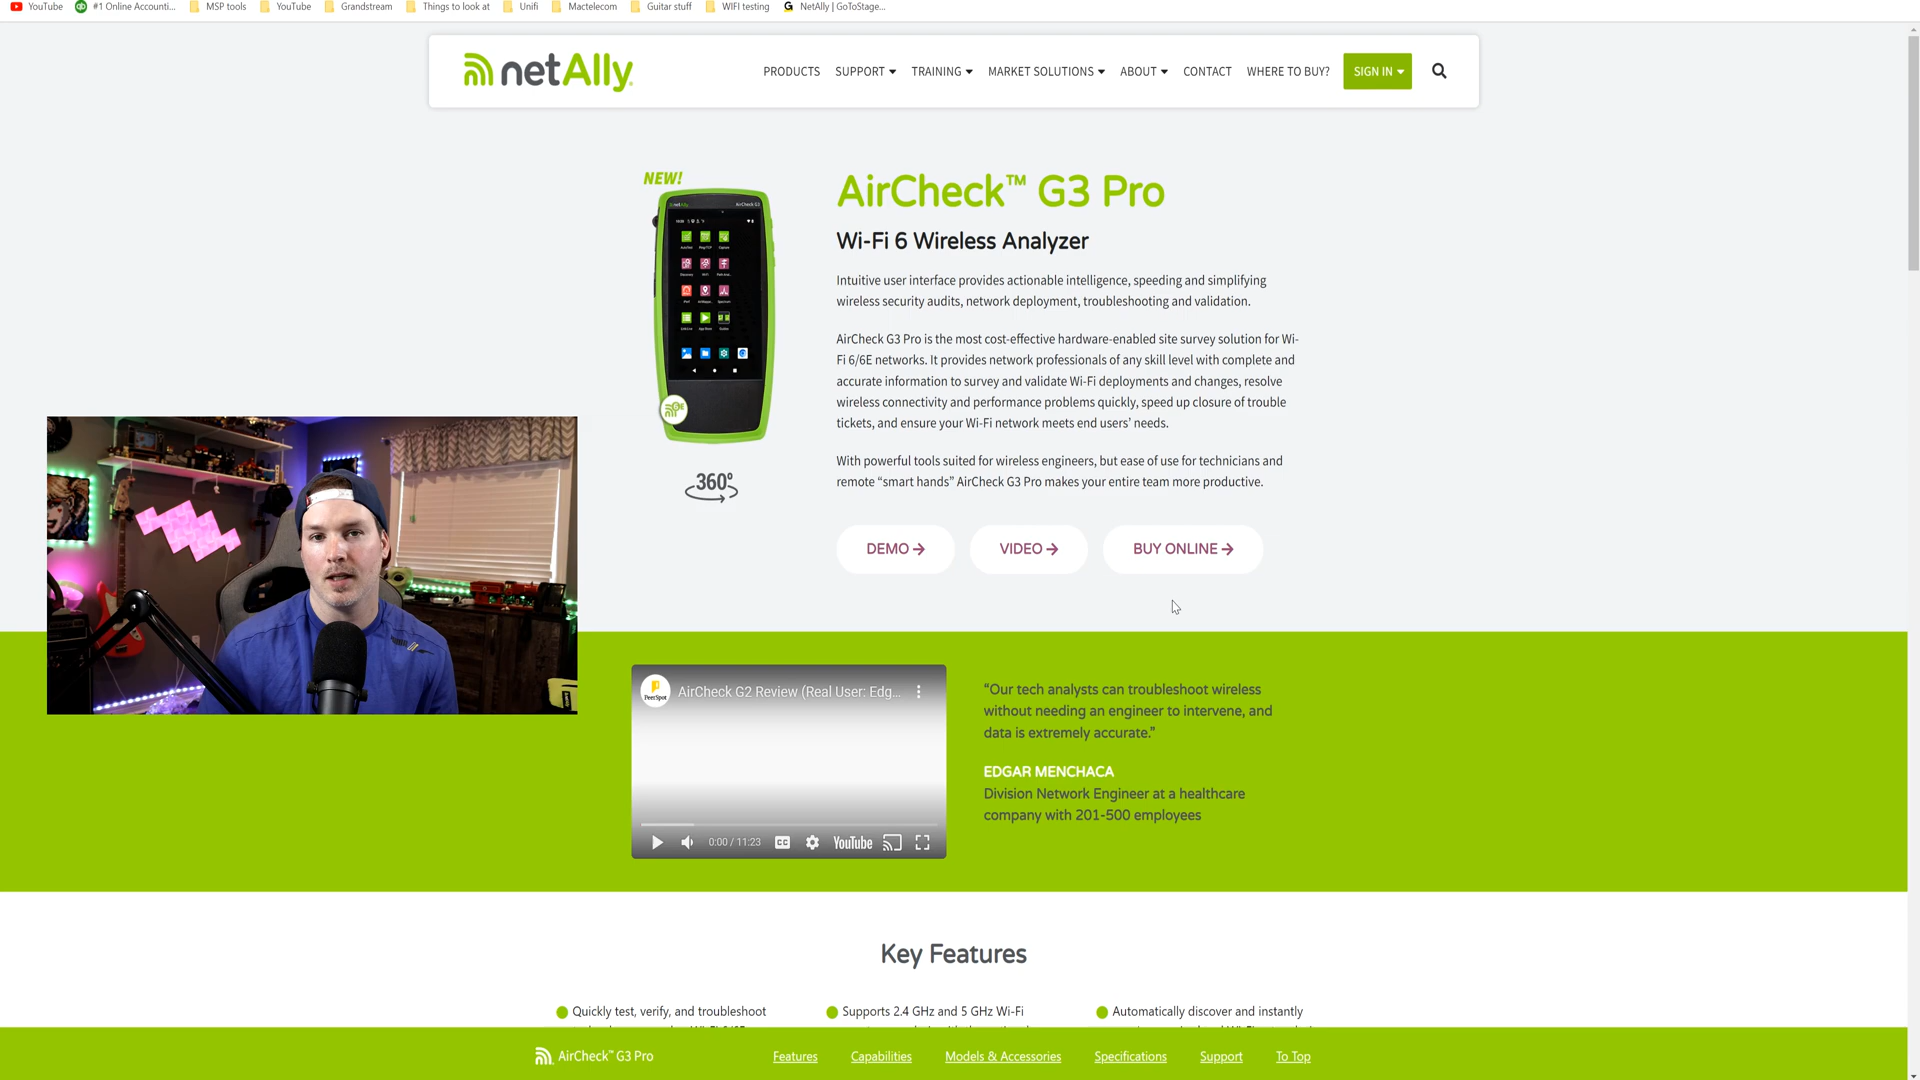 YouTube #1 Online Accounti... MSP tools YouTube Grandstream Things to look at Unifi Mactelecom Guitar stuff WIFI testing NetAlly | GoToStage...
netAlly
PRODUCTS SUPPORT TRAINING MARKET SOLUTIONS ABOUT CONTACT WHERE TO BUY? SIGN IN
NEW!
AirCheck™ G3 Pro
Wi-Fi 6 Wireless Analyzer
Intuitive user interface provides actionable intelligence, speeding and simplifying
wireless security audits, network deployment, troubleshooting and validation.
AirCheck G3 Pro is the most cost-effective hardware-enabled site survey solution for Wi-
Fi 6/6E networks. It provides network professionals of any skill level with complete and
accurate information to survey and validate Wi-Fi deployments and changes, resolve
wireless connectivity and performance problems quickly, speed up closure of trouble
tickets, and ensure your Wi-Fi network meets end users’ needs.
With powerful tools suited for wireless engineers, but ease of use for technicians and
remote “smart hands” AirCheck G3 Pro makes your entire team more productive.
360°
DEMO VIDEO BUY ONLINE
PeerSpot
AirCheck G2 Review (Real User: Edg...
0:00 / 11:23 CC YouTube
“Our tech analysts can troubleshoot wireless
without needing an engineer to intervene, and
data is extremely accurate.”
EDGAR MENCHACA
Division Network Engineer at a healthcare
company with 201-500 employees
Key Features
Quickly test, verify, and troubleshoot
Supports 2.4 GHz and 5 GHz Wi-Fi
Automatically discover and instantly
AirCheck™ G3 Pro Features Capabilities Models & Accessories Specifications Support To Top